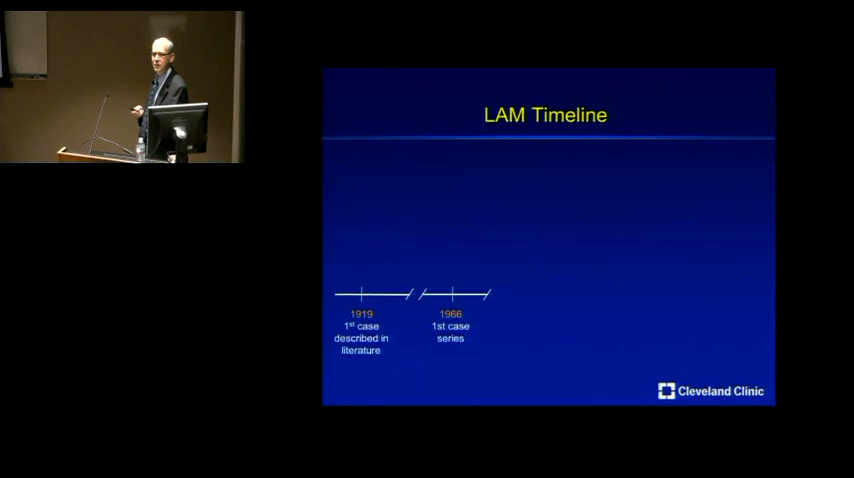 LAM Timeline
1919
1st case
described in
literature
1966
1st case
series
Cleveland Clinic